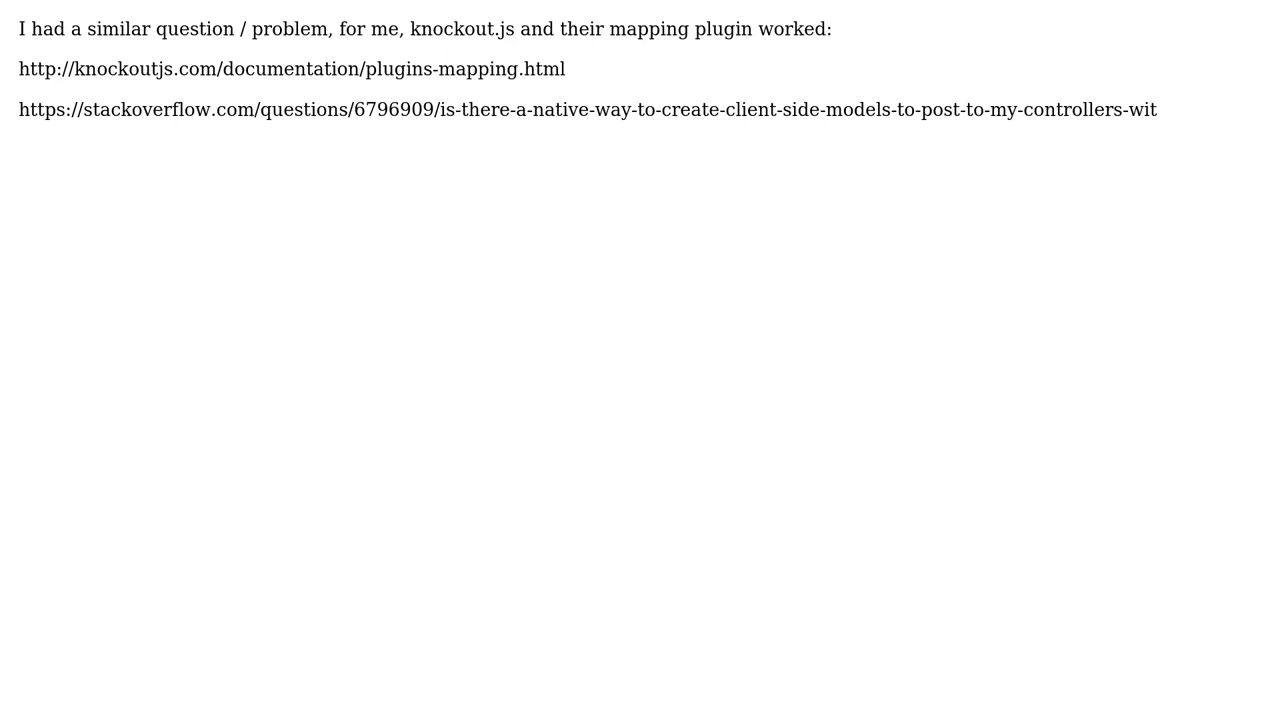 I had a similar question / problem, for me, knockout.js and their mapping plugin worked:
http://knockoutjs.com/documentation/plugins-mapping.html
https://stackoverflow.com/questions/6796909/is-there-a-native-way-to-create-client-side-models-to-post-to-my-controllers-wit